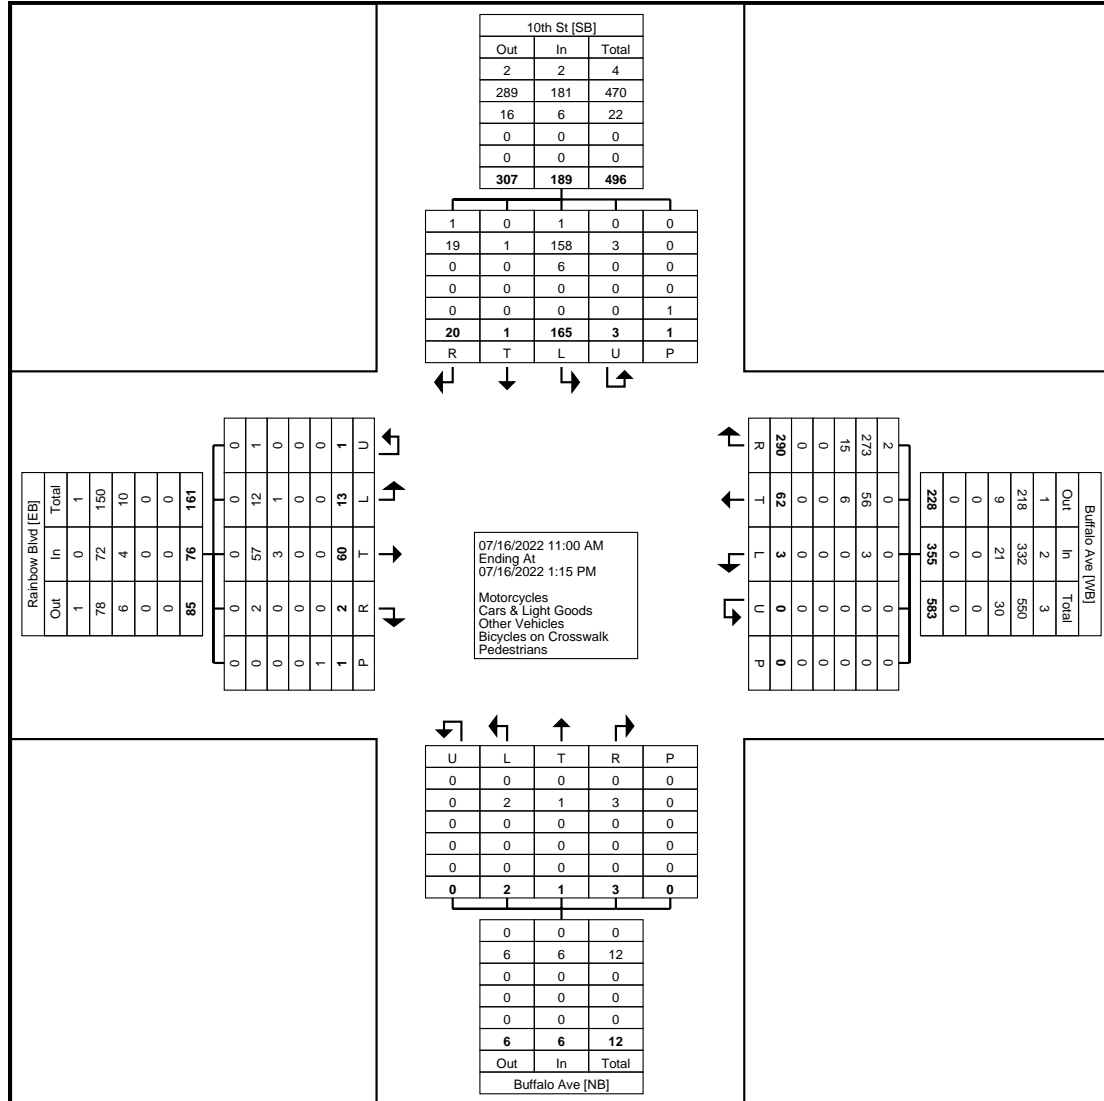 10th St [SB]
Out In Total
2 2 4
289 181 470
16 6 22
0 0 0
0 0 0
307 189 496
1 0 1 0 0
19 1 158 3 0
0 0 6 0 0
0 0 0 0 0
0 0 0 0 1
20 1 165 3 1
R T L U P
Rainbow Blvd [EB]
Total In Out
1 0 1
150 72 78
10 4 6
0 0 0
0 0 0
161 76 85
0 0 0 0 0
1 12 57 2 0
0 1 3 0 0
0 0 0 0 0
0 0 0 0 1
1 13 60 2 1
U L T R P
07/16/2022 11:00 AM
Ending At
07/16/2022 1:15 PM
Motorcycles
Cars & Light Goods
Other Vehicles
Bicycles on Crosswalk
Pedestrians
Buffalo Ave [WB]
Out In Total
1 2 3
218 332 550
9 21 30
0 0 0
0 0 0
228 355 583
2 0 0 0 0
273 56 3 0 0
15 6 0 0 0
0 0 0 0 0
0 0 0 0 0
290 62 3 0 0
R T L U P
U L T R P
0 0 0 0 0
0 2 1 3 0
0 0 0 0 0
0 0 0 0 0
0 0 0 0 0
0 2 1 3 0
0 0 0
6 6 12
0 0 0
0 0 0
0 0 0
6 6 12
Out In Total
Buffalo Ave [NB]